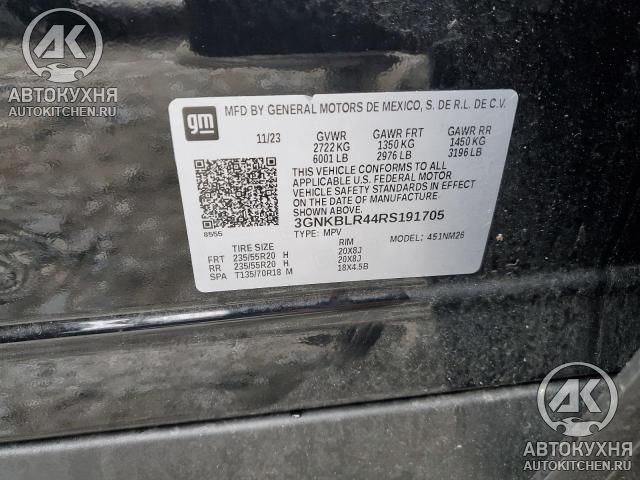 AK
АВТОКУХНЯ
AUTOKITCHEN.RU
gm
MFD BY GENERAL MOTORS DE MEXICO, S. DE R.L. DE C.V.
11/23 GVWR GAWR FRT GAWR RR
2722 KG 1350 KG 1450 KG
6001 LB 2976 LB 3196 LB
THIS VEHICLE CONFORMS TO ALL
APPLICABLE U.S. FEDERAL MOTOR
VEHICLE SAFETY STANDARDS IN EFFECT
ON THE DATE OF MANUFACTURE
SHOWN ABOVE.
3GNKBLR44RS191705
8555 TYPE: MPV MODEL: 451NM26
TIRE SIZE RIM
FRT 235/55R20 H 20X8J
RR 235/55R20 H 20X8J
SPA T135/70R18 M 18X4.5B
AK
АВТОКУХНЯ
AUTOKITCHEN.RU